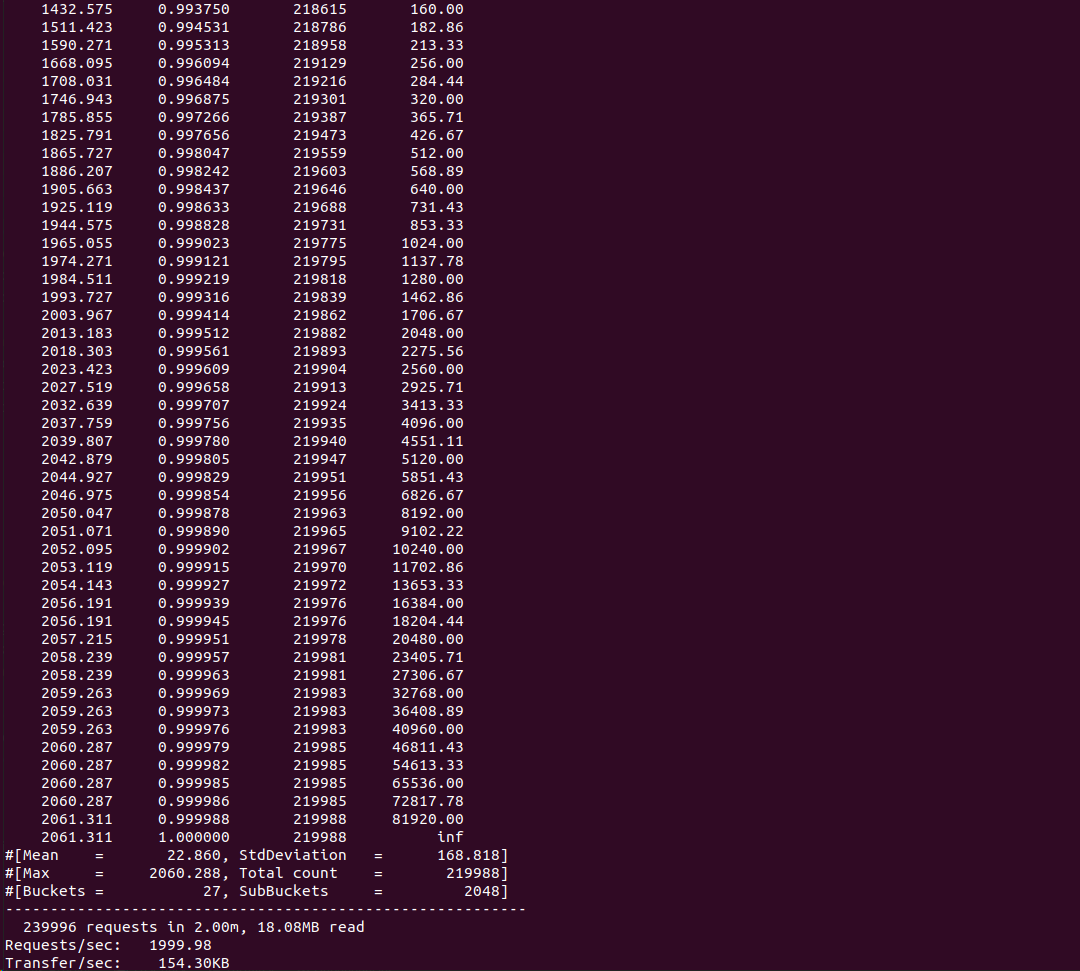 1432.575     0.993750       218615       160.00
1511.423     0.994531       218786       182.86
1590.271     0.995313       218958       213.33
1668.095     0.996094       219129       256.00
1708.031     0.996484       219216       284.44
1746.943     0.996875       219301       320.00
1785.855     0.997266       219387       365.71
1825.791     0.997656       219473       426.67
1865.727     0.998047       219559       512.00
1886.207     0.998242       219603       568.89
1905.663     0.998437       219646       640.00
1925.119     0.998633       219688       731.43
1944.575     0.998828       219731       853.33
1965.055     0.999023       219775      1024.00
1974.271     0.999121       219795      1137.78
1984.511     0.999219       219818      1280.00
1993.727     0.999316       219839      1462.86
2003.967     0.999414       219862      1706.67
2013.183     0.999512       219882      2048.00
2018.303     0.999561       219893      2275.56
2023.423     0.999609       219904      2560.00
2027.519     0.999658       219913      2925.71
2032.639     0.999707       219924      3413.33
2037.759     0.999756       219935      4096.00
2039.807     0.999780       219940      4551.11
2042.879     0.999805       219947      5120.00
2044.927     0.999829       219951      5851.43
2046.975     0.999854       219956      6826.67
2050.047     0.999878       219963      8192.00
2051.071     0.999890       219965      9102.22
2052.095     0.999902       219967     10240.00
2053.119     0.999915       219970     11702.86
2054.143     0.999927       219972     13653.33
2056.191     0.999939       219976     16384.00
2056.191     0.999945       219976     18204.44
2057.215     0.999951       219978     20480.00
2058.239     0.999957       219981     23405.71
2058.239     0.999963       219981     27306.67
2059.263     0.999969       219983     32768.00
2059.263     0.999973       219983     36408.89
2059.263     0.999976       219983     40960.00
2060.287     0.999979       219985     46811.43
2060.287     0.999982       219985     54613.33
2060.287     0.999985       219985     65536.00
2060.287     0.999986       219985     72817.78
2061.311     0.999988       219988     81920.00
2061.311     1.000000       219988          inf
#[Mean    =       22.860, StdDeviation   =      168.818]
#[Max     =     2060.288, Total count    =       219988]
#[Buckets =           27, SubBuckets     =         2048]
----------------------------------------------------------
239996 requests in 2.00m, 18.08MB read
Requests/sec:   1999.98
Transfer/sec:    154.30KB